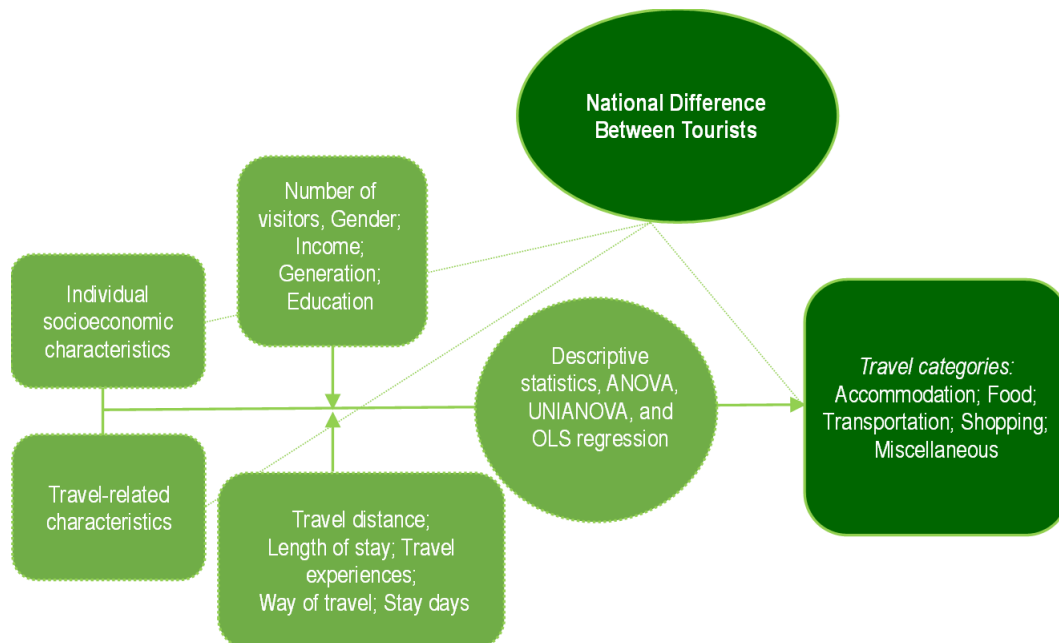 National Difference
Between Tourists
Number of
visitors, Gender;
Income;
Generation;
Education
Individual
socioeconomic
characteristics
Descriptive
statistics, ANOVA,
UNIANOVA, and
OLS regression
Travel categories:
Accommodation; Food;
Transportation; Shopping;
Miscellaneous
Travel-related
characteristics
Travel distance;
Length of stay; Travel
experiences;
Way of travel; Stay days